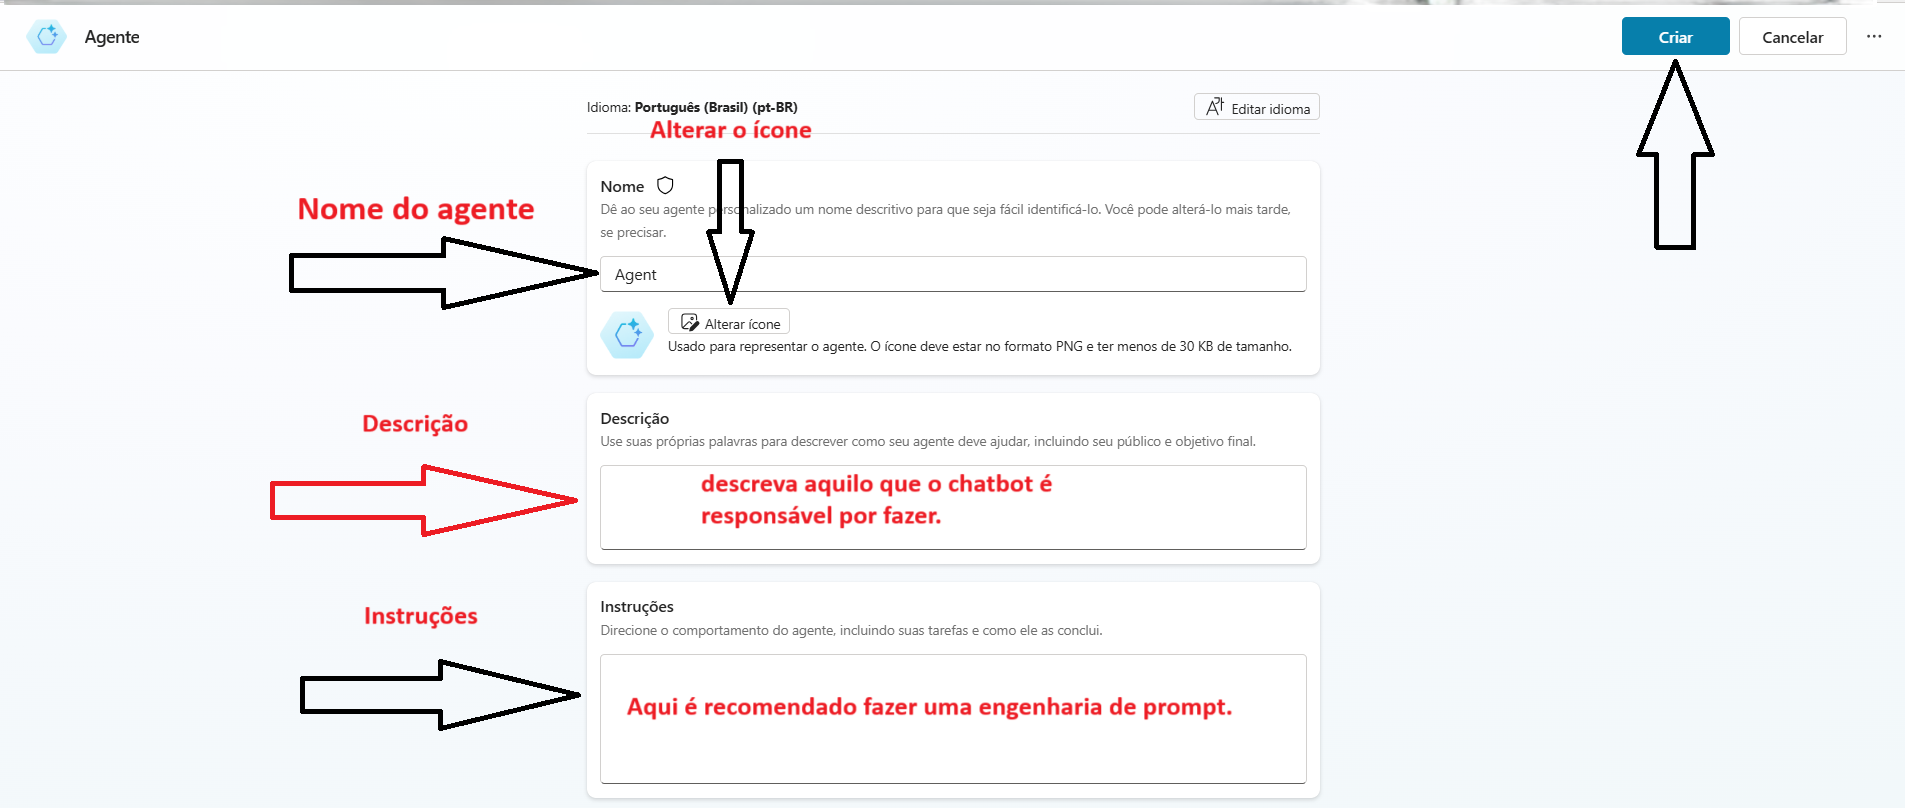 Agente
Criar
Cancelar
Idioma: Português (Brasil) (pt-BR)
Editar idioma
Alterar o ícone
Nome
Nome do agente
Dê ao seu agente personalizado um nome descritivo para que seja fácil identificá-lo. Você pode alterá-lo mais tarde,
se precisar.
Agent
Alterar ícone
Usado para representar o agente. O ícone deve estar no formato PNG e ter menos de 30 KB de tamanho.
Descrição
Descrição
Use suas próprias palavras para descrever como seu agente deve ajudar, incluindo seu público e objetivo final.
descreva aquilo que o chatbot é
responsável por fazer.
Instruções
Instruções
Direcione o comportamento do agente, incluindo suas tarefas e como ele as conclui.
Aqui é recomendado fazer uma engenharia de prompt.